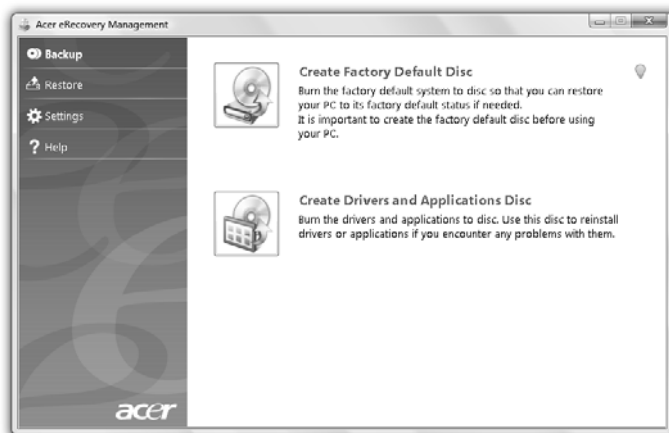 Acer eRecovery Management
Backup
Restore
Settings
? Help
Create Factory Default Disc
Burn the factory default system to disc so that you can restore
your PC to its factory default status if needed.
It is important to create the factory default disc before using
your PC.
Create Drivers and Applications Disc
Burn the drivers and applications to disc. Use this disc to reinstall
drivers or applications if you encounter any problems with them.
acer